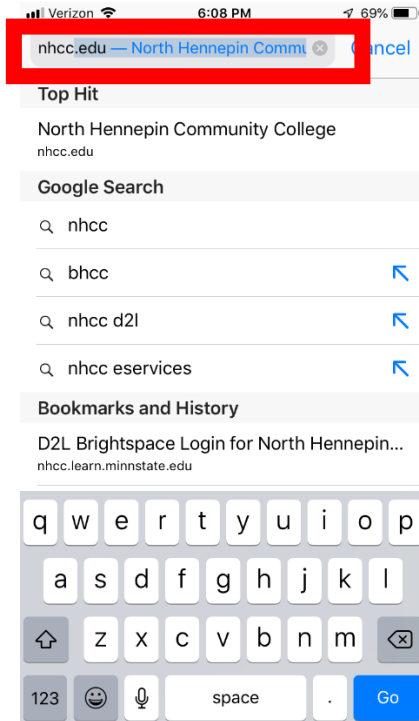 Verizon 6:08 PM 69%
nhcc.edu — North Hennepin Commu Cancel
Top Hit
North Hennepin Community College
nhcc.edu
Google Search
nhcc
bhcc
nhcc d2l
nhcc eservices
Bookmarks and History
D2L Brightspace Login for North Hennepin...
nhcc.learn.minnstate.edu
q w e r t y u i o p
a s d f g h j k l
z x c v b n m
123 space . Go